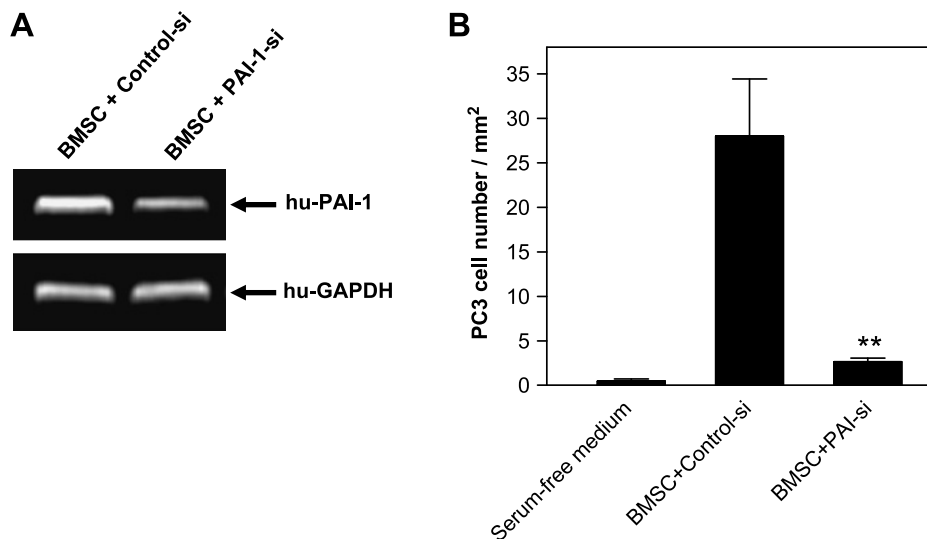 A
BMSC + Control-si
BMSC + PAI-1-si
hu-PAI-1
hu-GAPDH
B
PC3 cell number / mm²
35
30
25
20
15
10
5
0
**
Serum-free medium
BMSC+Control-si
BMSC+PAI-si